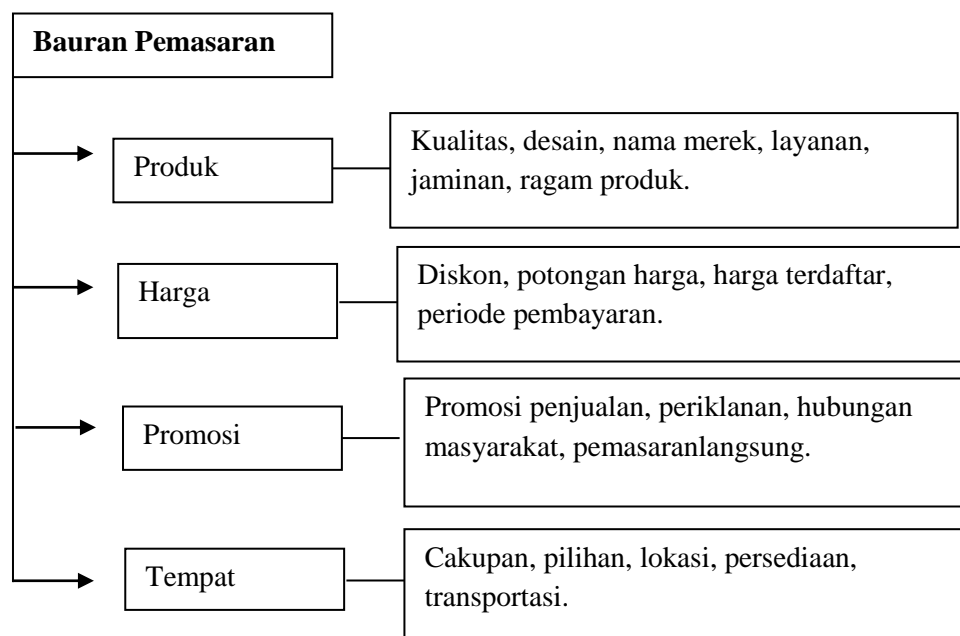 Bauran Pemasaran
Produk
Kualitas, desain, nama merek, layanan,
jaminan, ragam produk.
Harga
Diskon, potongan harga, harga terdaftar,
periode pembayaran.
Promosi
Promosi penjualan, periklanan, hubungan
masyarakat, pemasaranlangsung.
Tempat
Cakupan, pilihan, lokasi, persediaan,
transportasi.